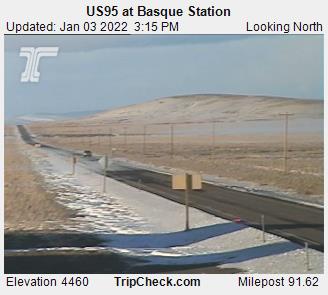 US95 at Basque Station
Updated: Jan 03 2022 3:15 PM Looking North
Elevation 4460 TripCheck.com Milepost 91.62